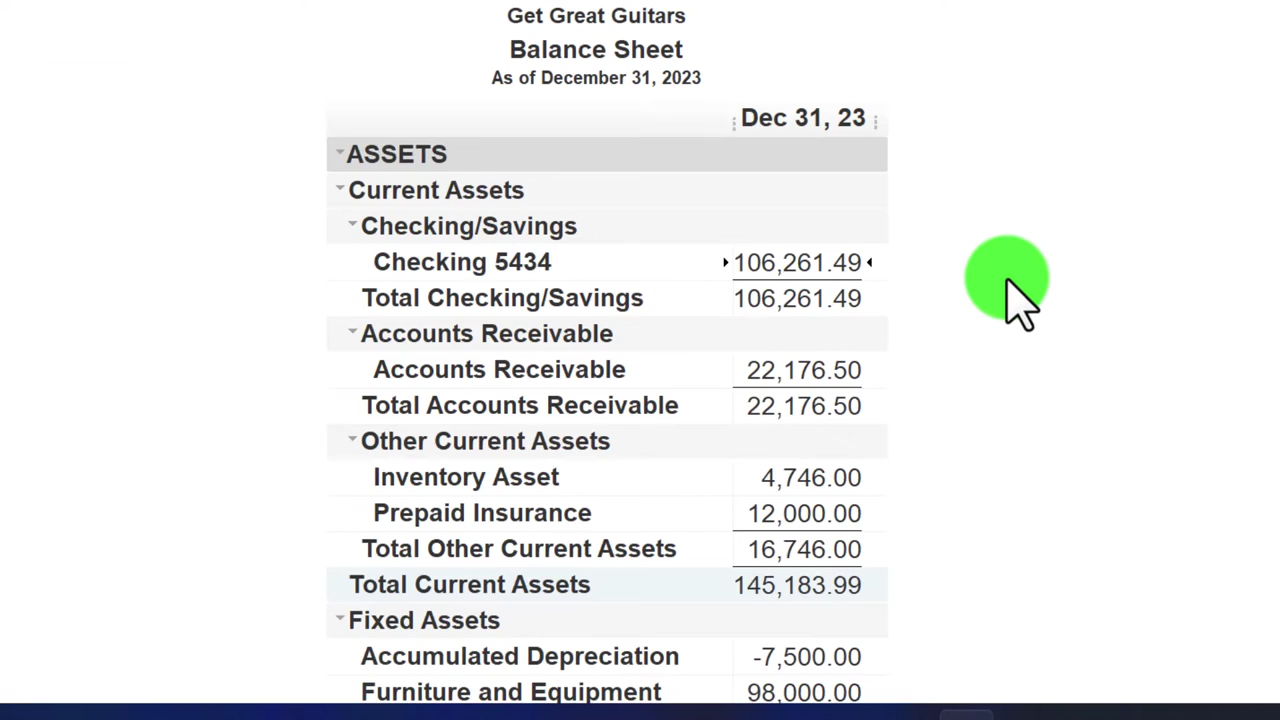 Get Great Guitars
Balance Sheet
As of December 31, 2023
Dec 31, 23
ASSETS
Current Assets
Checking/Savings
Checking 5434 106,261.49
Total Checking/Savings 106,261.49
Accounts Receivable
Accounts Receivable 22,176.50
Total Accounts Receivable 22,176.50
Other Current Assets
Inventory Asset 4,746.00
Prepaid Insurance 12,000.00
Total Other Current Assets 16,746.00
Total Current Assets 145,183.99
Fixed Assets
Accumulated Depreciation -7,500.00
Furniture and Equipment 98,000.00